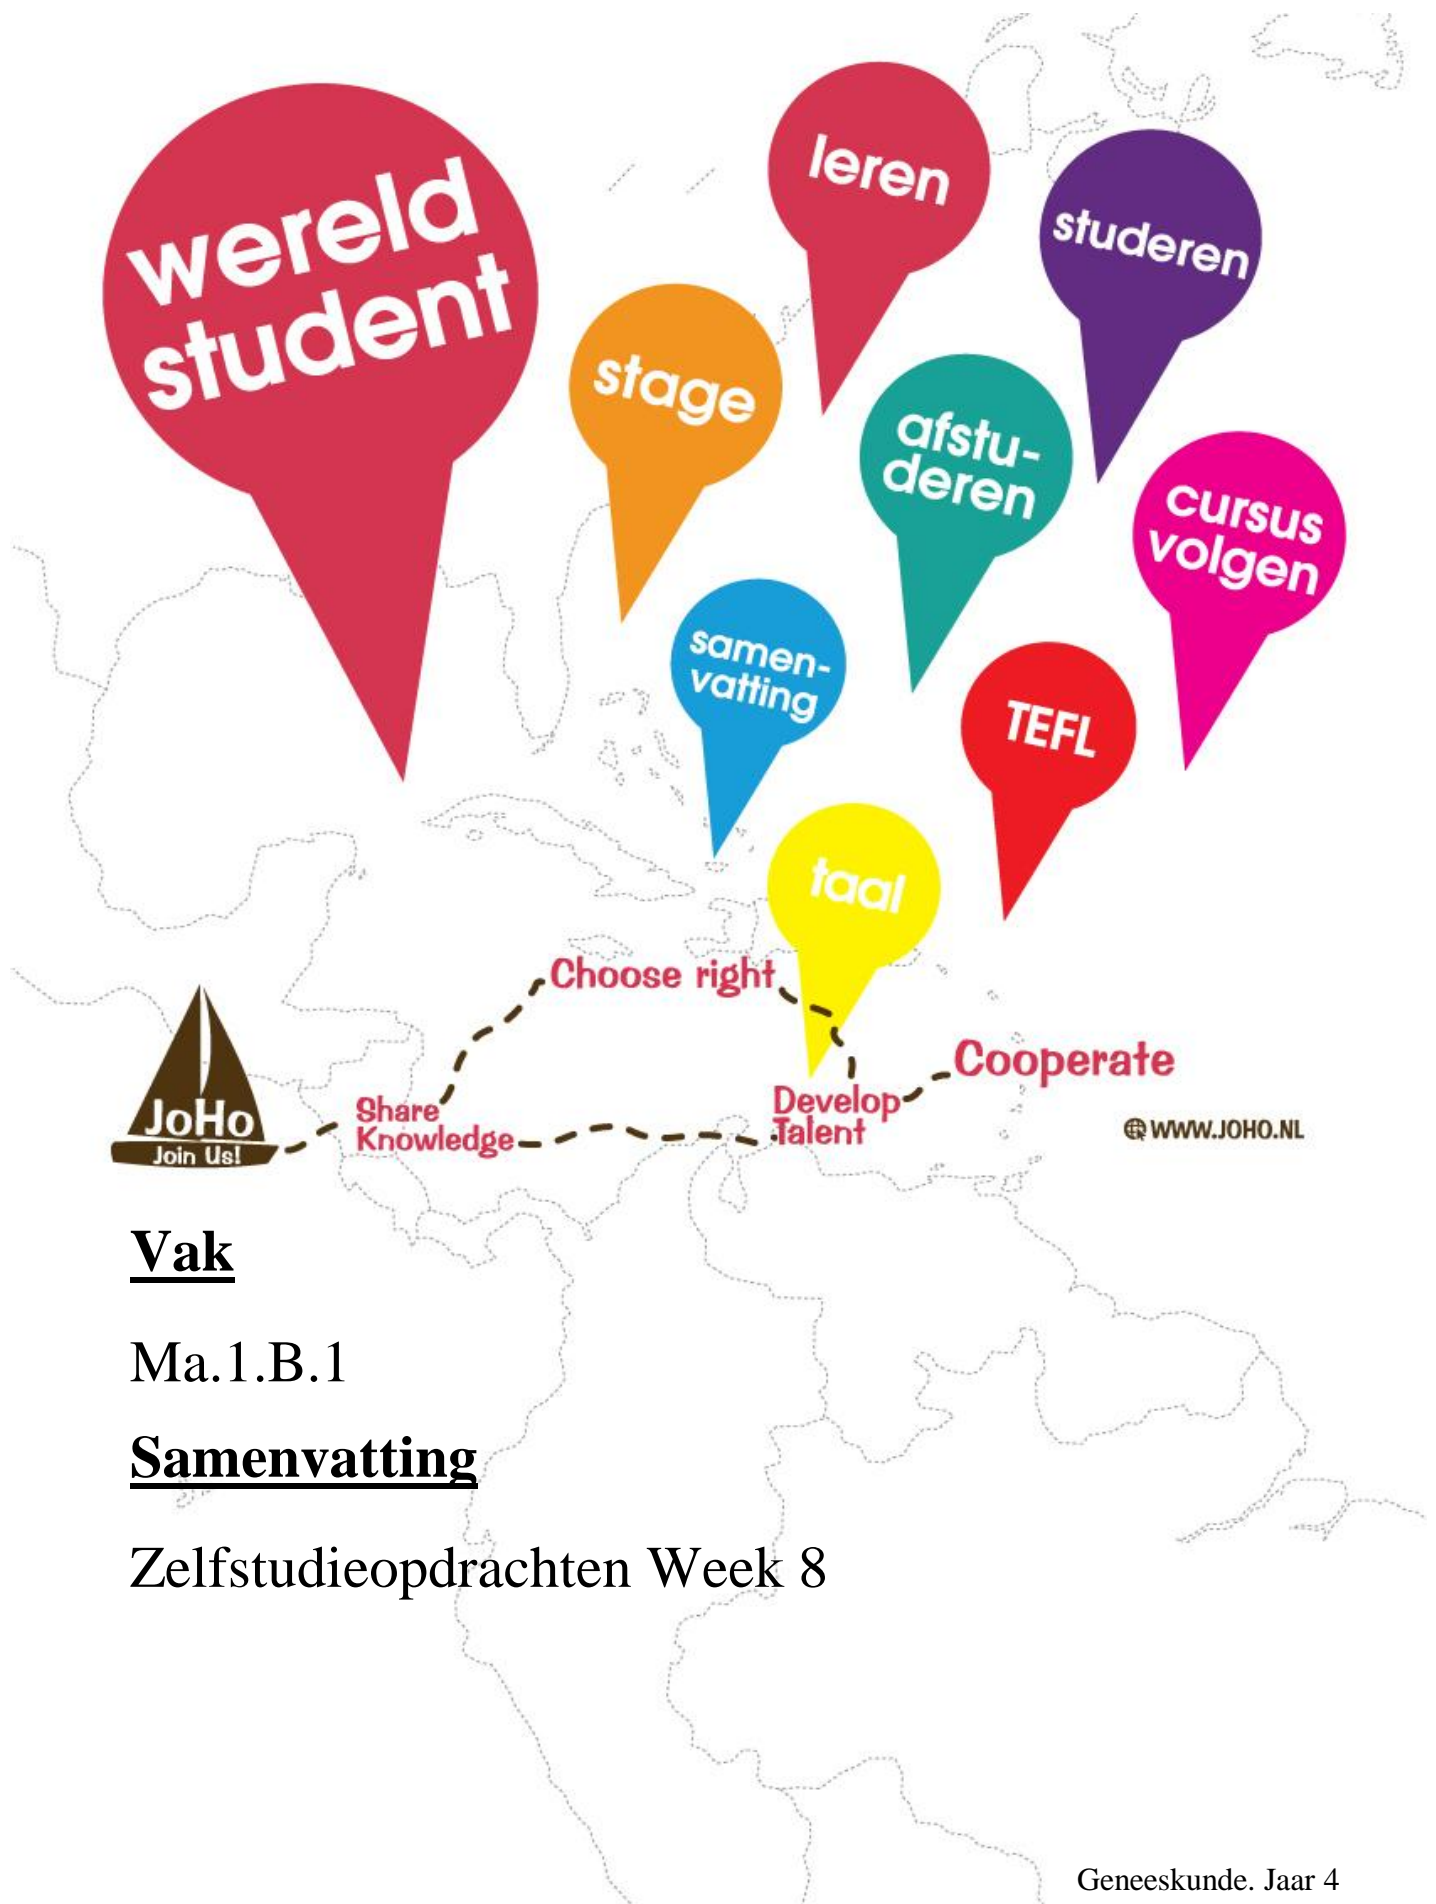 wereld
student
leren
studeren
stage
afstu-
deren
cursus
volgen
samen-
vatting
TEFL
taal
Choose right
Cooperate
Share
Knowledge
Develop
Talent
JoHo
Join Us!
WWW.JOHO.NL
Vak
Ma.1.B.1
Samenvatting
Zelfstudieopdrachten Week 8
Geneeskunde. Jaar 4